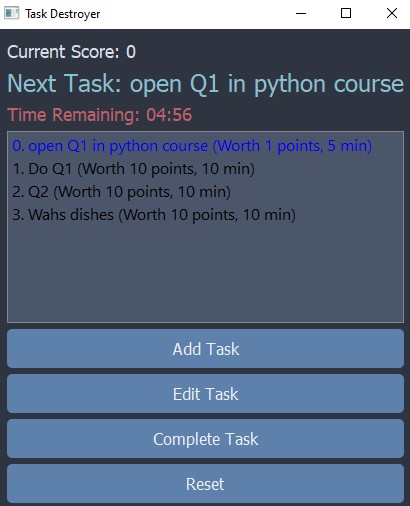 Task Destroyer
Current Score: 0
Next Task: open Q1 in python course
Time Remaining: 04:56
0. open Q1 in python course (Worth 1 points, 5 min)
1. Do Q1 (Worth 10 points, 10 min)
2. Q2 (Worth 10 points, 10 min)
3. Wahs dishes (Worth 10 points, 10 min)
Add Task
Edit Task
Complete Task
Reset